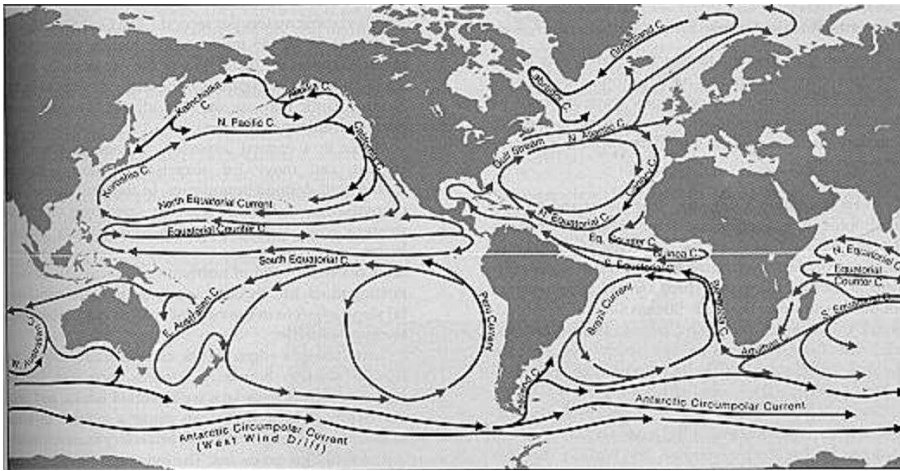 Greenland C.
Labrador C.
Alaska C.
Kamchatka
C.
N. Pacific C.
California C.
Kuroshio C.
Gulf Stream
N. Atlantic C.
Canary C.
North Equatorial Current
N. Equatorial C.
Equatorial Counter C.
Eq. Counter C.
Guinea C.
N. Equatorial C.
South Equatorial C.
S. Equatorial C.
Equatorial
Counter C.
S. Equatorial C.
E. Australian C.
Peru Current
Brazil Current
Benguela C.
W. Australian C.
Agulhas C.
Antarctic Circumpolar Current
Antarctic Circumpolar Current
(West Wind Drift)